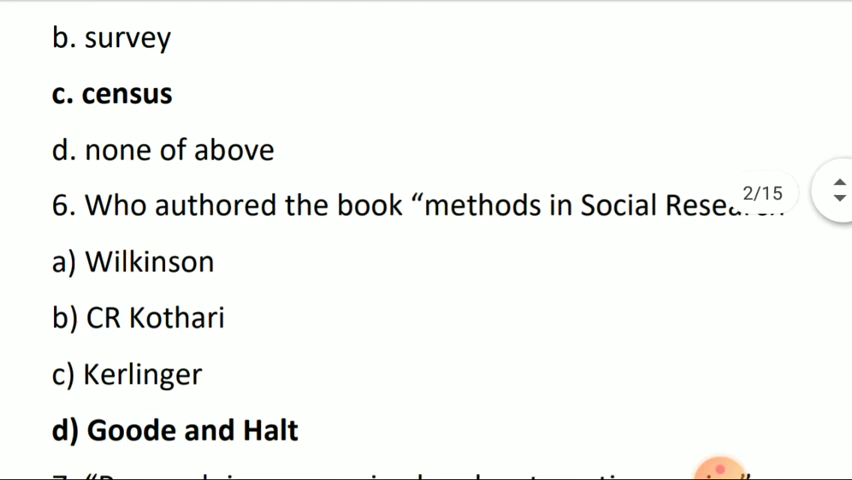 b. survey
c. census
d. none of above
6. Who authored the book “methods in Social
2/15
a) Wilkinson
b) CR Kothari
c) Kerlinger
d) Goode and Halt